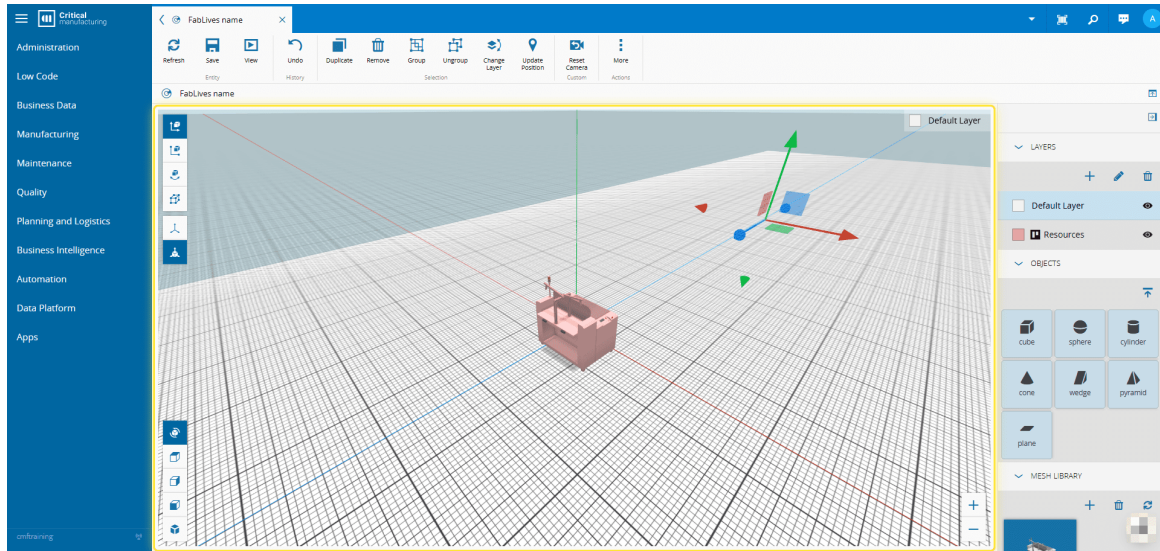 Critical
manufacturing
FabLives name
A
Administration
Low Code
Business Data
Manufacturing
Maintenance
Quality
Planning and Logistics
Business Intelligence
Automation
Data Platform
Apps
cmftraining
Refresh
Save
View
Undo
Duplicate
Remove
Group
Ungroup
Change
Layer
Update
Position
Reset
Camera
More
Entity
History
Selection
Custom
Actions
FabLives name
Default Layer
LAYERS
Default Layer
Resources
OBJECTS
cube
sphere
cylinder
cone
wedge
pyramid
plane
MESH LIBRARY